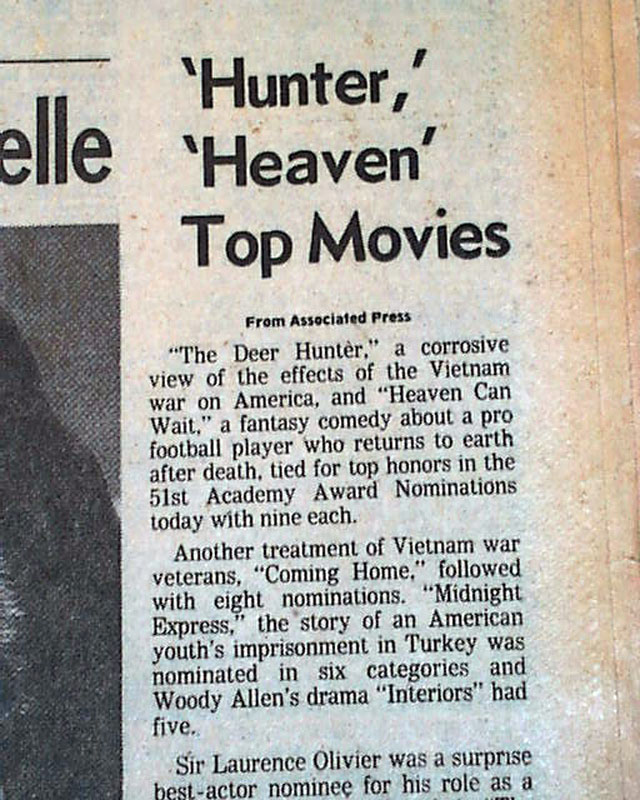 elle
‘Hunter,’
‘Heaven’
Top Movies
From Associated Press
“The Deer Hunter,” a corrosive
view of the effects of the Vietnam
war on America, and “Heaven Can
Wait,” a fantasy comedy about a pro
football player who returns to earth
after death, tied for top honors in the
51st Academy Award Nominations
today with nine each.
Another treatment of Vietnam war
veterans, “Coming Home,” followed
with eight nominations. “Midnight
Express,” the story of an American
youth’s imprisonment in Turkey was
nominated in six categories and
Woody Allen’s drama “Interiors” had
five.
Sir Laurence Olivier was a surprise
best-actor nominee for his role as a